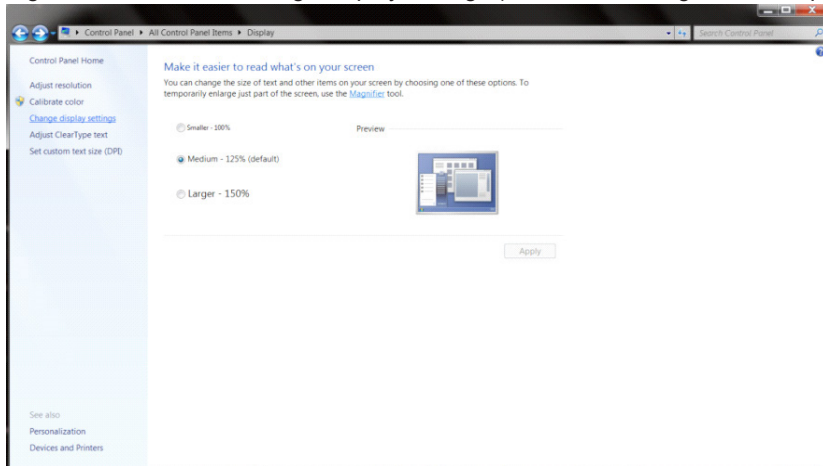 Control Panel ▸ All Control Panel Items ▸ Display
Search Control Panel
Control Panel Home
Adjust resolution
Calibrate color
Change display settings
Adjust ClearType text
Set custom text size (DPI)
Make it easier to read what's on your screen
You can change the size of text and other items on your screen by choosing one of these options. To
temporarily enlarge just part of the screen, use the Magnifier tool.
Smaller - 100%
Preview
Medium - 125% (default)
Larger - 150%
Apply
See also
Personalization
Devices and Printers